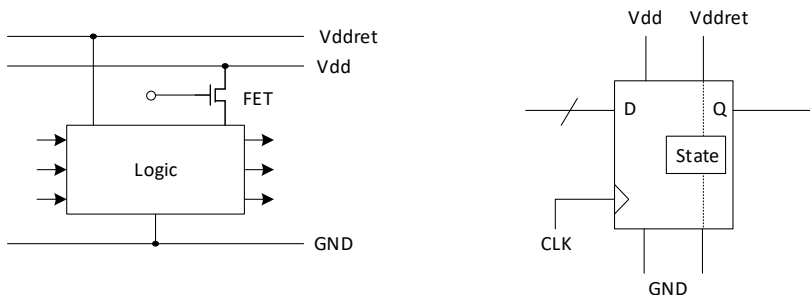 Vddret
Vdd
FET
Logic
GND
Vdd
Vddret
D
Q
State
CLK
GND